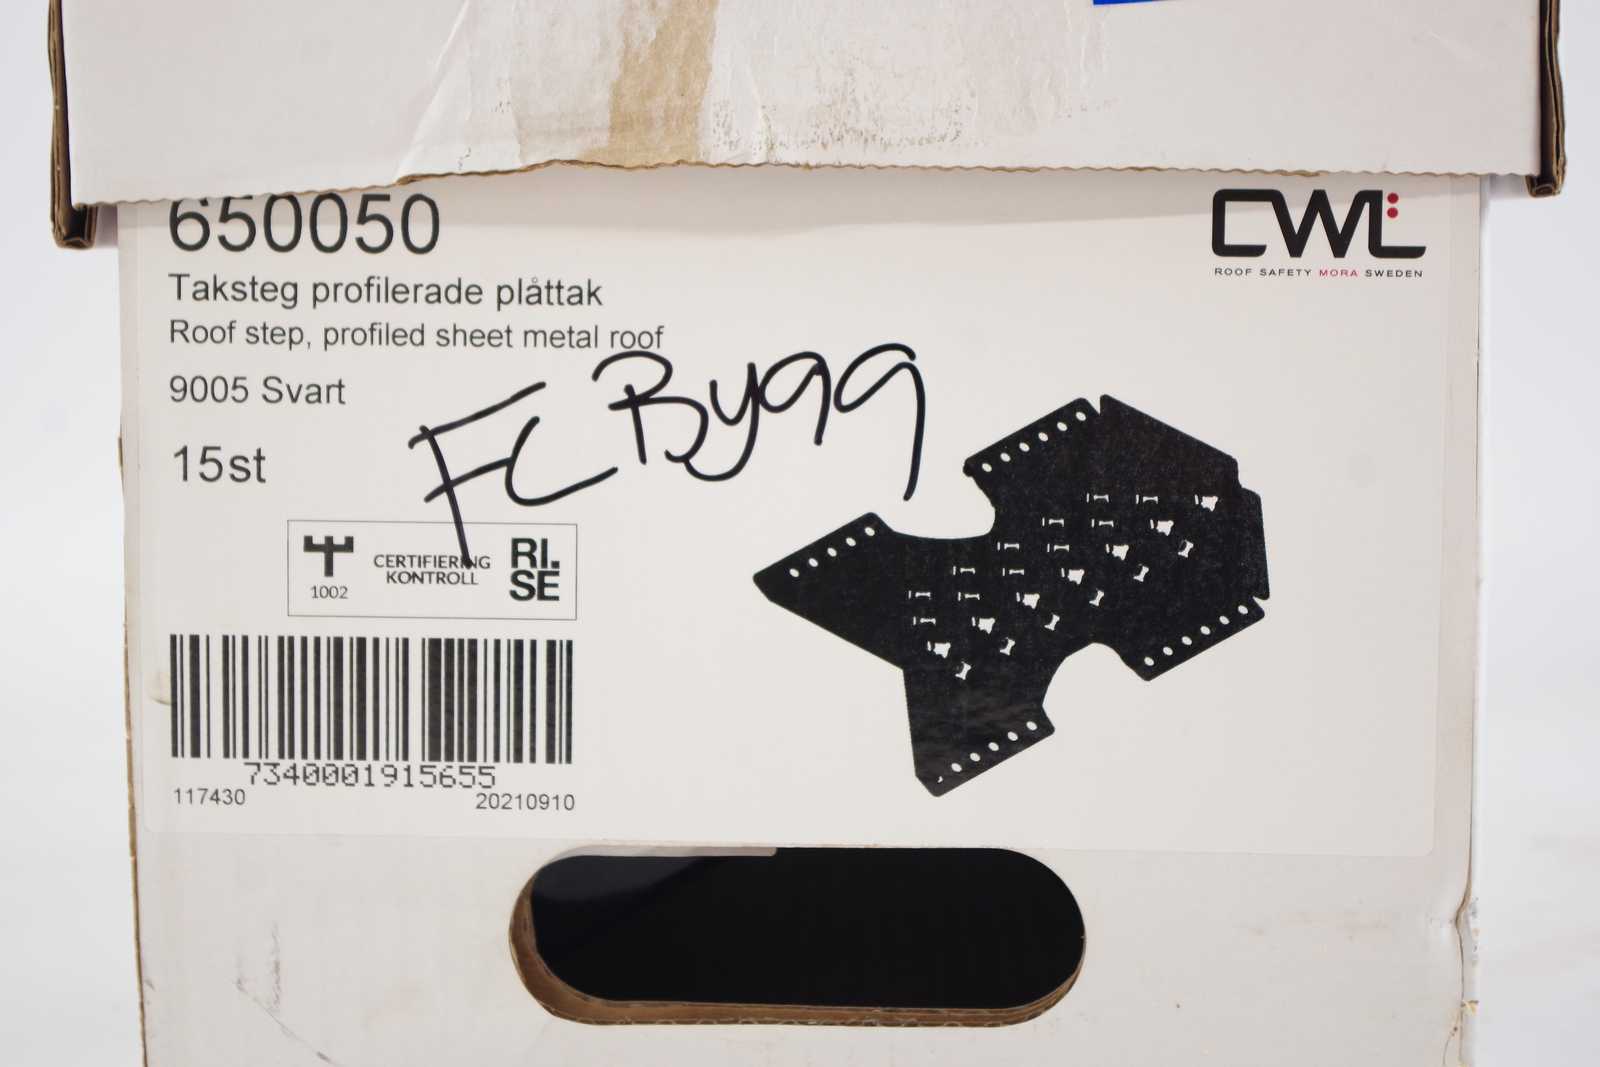 650050
CWL
ROOF SAFETY MORA SWEDEN
Taksteg profilerade plåttak
Roof step, profiled sheet metal roof
9005 Svart
FC Bygg
15st
1002
CERTIFIERING
KONTROLL
RI.
SE
7340001915655
117430
20210910